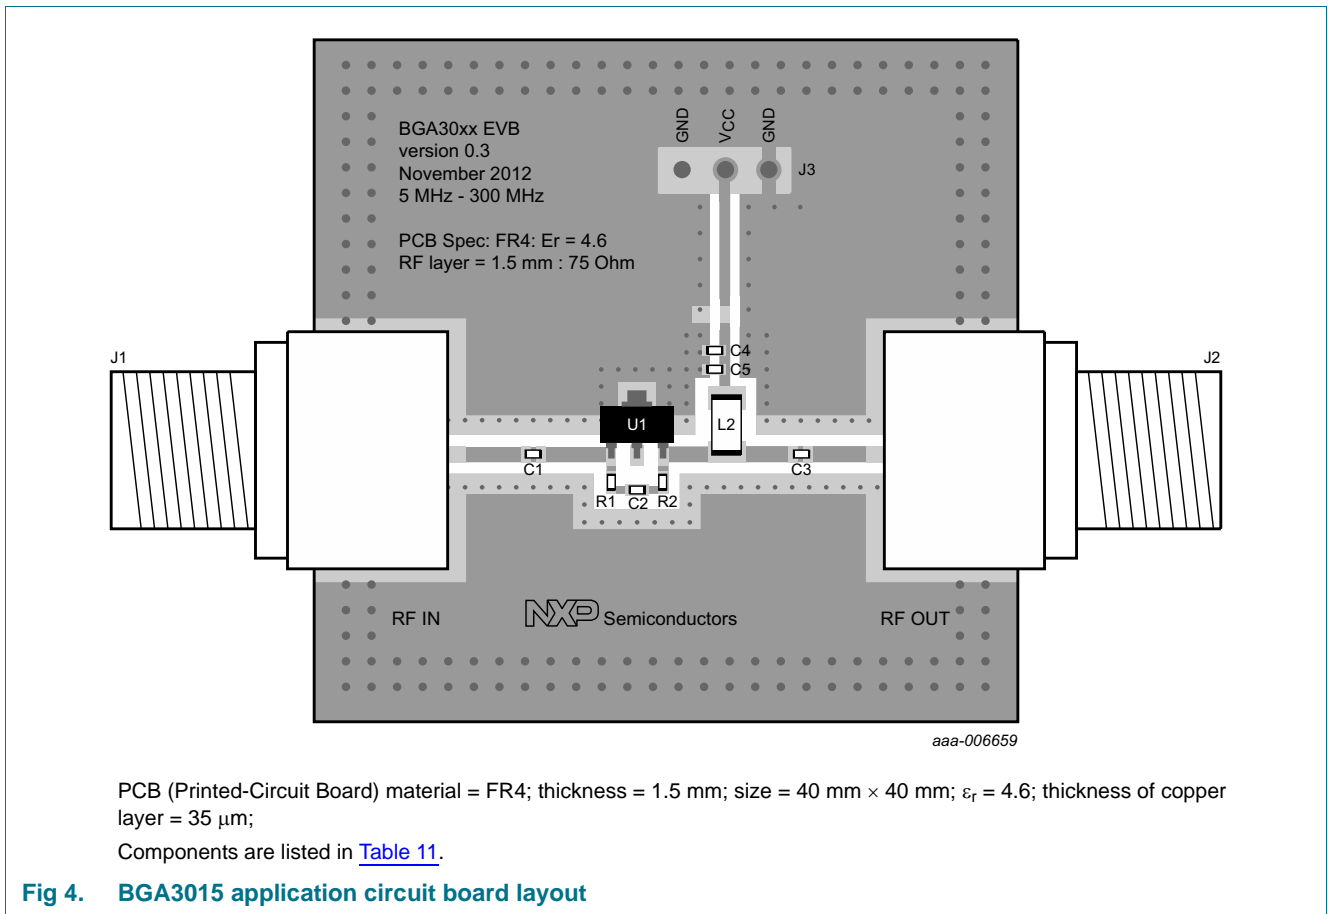 BGA30xx EVB
version 0.3
November 2012
5 MHz - 300 MHz
PCB Spec: FR4: Er = 4.6
RF layer = 1.5 mm : 75 Ohm
GND
VCC
GND
J3
J1
J2
C4
C5
U1
L2
C1
C3
R1
C2
R2
RF IN
NXP Semiconductors
RF OUT
aaa-006659
PCB (Printed-Circuit Board) material = FR4; thickness = 1.5 mm; size = 40 mm × 40 mm; εr = 4.6; thickness of copper
layer = 35 μm;
Components are listed in Table 11.
Fig 4. BGA3015 application circuit board layout